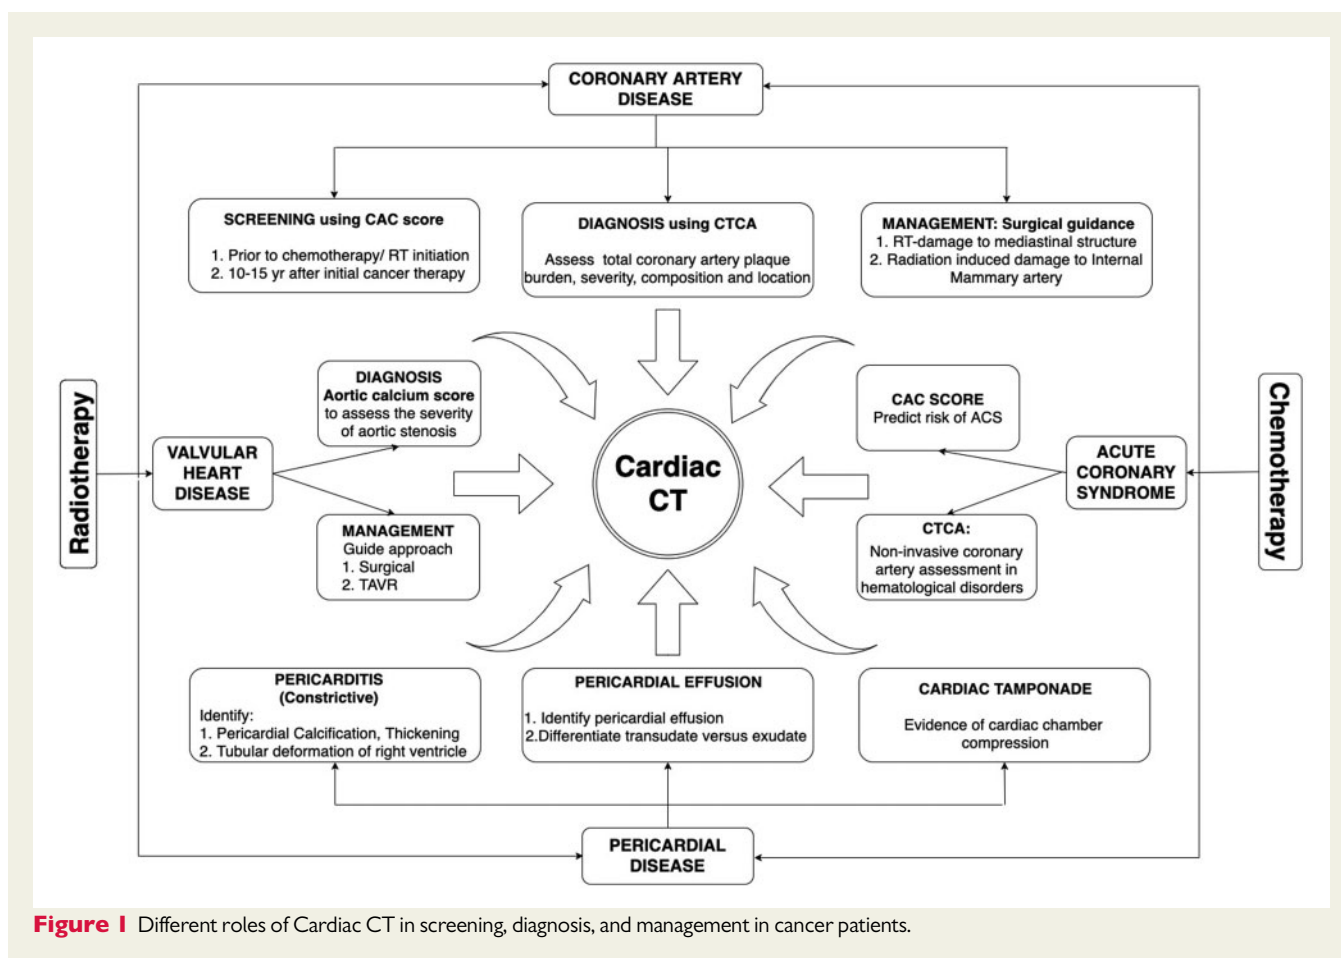 CORONARY ARTERY
DISEASE
SCREENING using CAC score
1. Prior to chemotherapy/ RT initiation
2. 10-15 yr after initial cancer therapy
DIAGNOSIS using CTCA
Assess total coronary artery plaque
burden, severity, composition and location
MANAGEMENT: Surgical guidance
1. RT-damage to mediastinal structure
2. Radiation induced damage to Internal
Mammary artery
Radiotherapy
VALVULAR
HEART
DISEASE
DIAGNOSIS
Aortic calcium score
to assess the severity
of aortic stenosis
MANAGEMENT
Guide approach
1. Surgical
2. TAVR
Cardiac
CT
CAC SCORE
Predict risk of ACS
CTCA:
Non-invasive coronary
artery assessment in
hematological disorders
ACUTE
CORONARY
SYNDROME
Chemotherapy
PERICARDITIS
(Constrictive)
Identify:
1. Pericardial Calcification, Thickening
2. Tubular deformation of right ventricle
PERICARDIAL EFFUSION
1. Identify pericardial effusion
2.Differentiate transudate versus exudate
CARDIAC TAMPONADE
Evidence of cardiac chamber
compression
PERICARDIAL
DISEASE
Figure 1 Different roles of Cardiac CT in screening, diagnosis, and management in cancer patients.